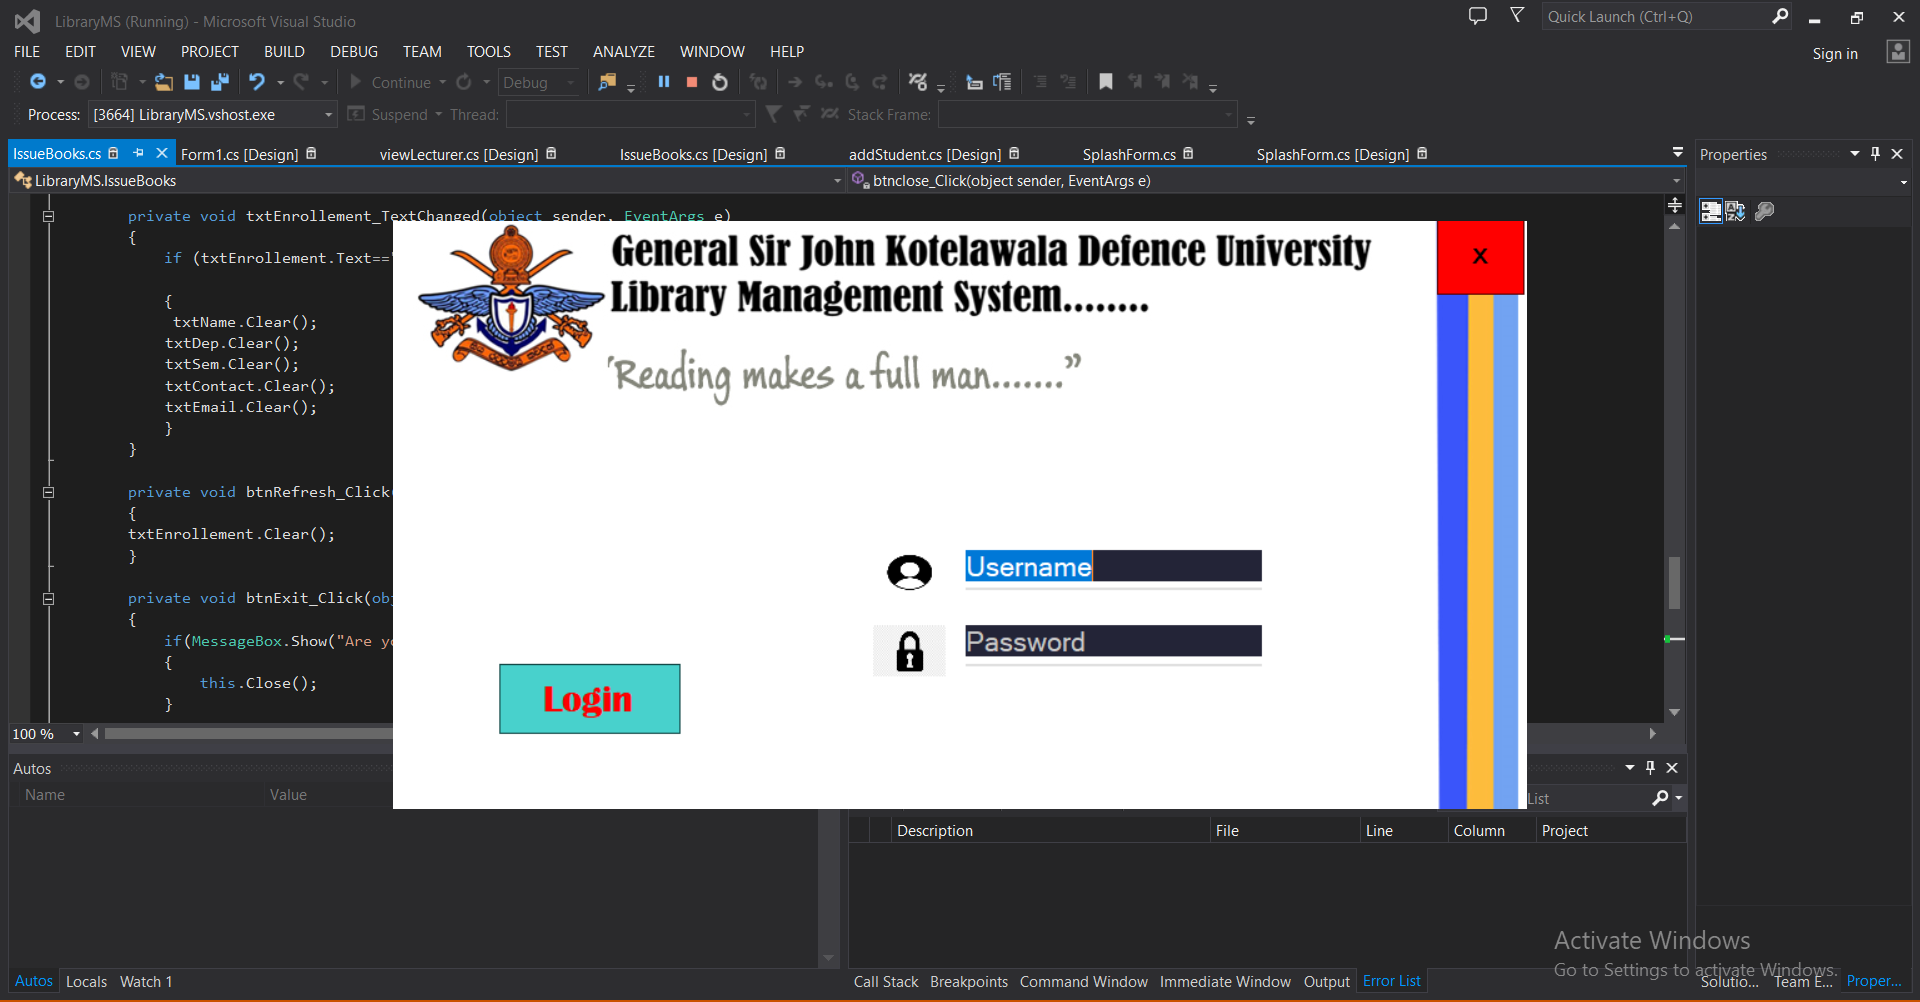 LibraryMS (Running) - Microsoft Visual Studio
Quick Launch (Ctrl+Q)
FILE EDIT VIEW PROJECT BUILD DEBUG TEAM TOOLS TEST ANALYZE WINDOW HELP
Sign in
Continue Debug
Process: [3664] LibraryMS.vshost.exe Suspend Thread: Stack Frame:
IssueBooks.cs Form1.cs [Design] viewLecturer.cs [Design] IssueBooks.cs [Design] addStudent.cs [Design] SplashForm.cs SplashForm.cs [Design]
Properties
LibraryMS.IssueBooks btnclose_Click(object sender, EventArgs e)
private void txtEnrollement_TextChanged(object sender, EventArgs e)
{
if (txtEnrollement.Text=="
{
txtName.Clear();
txtDep.Clear();
txtSem.Clear();
txtContact.Clear();
txtEmail.Clear();
}
}
private void btnRefresh_Click(
{
txtEnrollement.Clear();
}
private void btnExit_Click(obj
{
if(MessageBox.Show("Are yo
{
this.Close();
}
General Sir John Kotelawala Defence University
Library Management System........
"Reading makes a full man......."
x
Username
Password
Login
100 %
Autos
Name Value
List
Description File Line Column Project
Activate Windows
Go to Settings to activate Windows.
Autos Locals Watch 1
Call Stack Breakpoints Command Window Immediate Window Output Error List
Solutio... Team E... Proper...